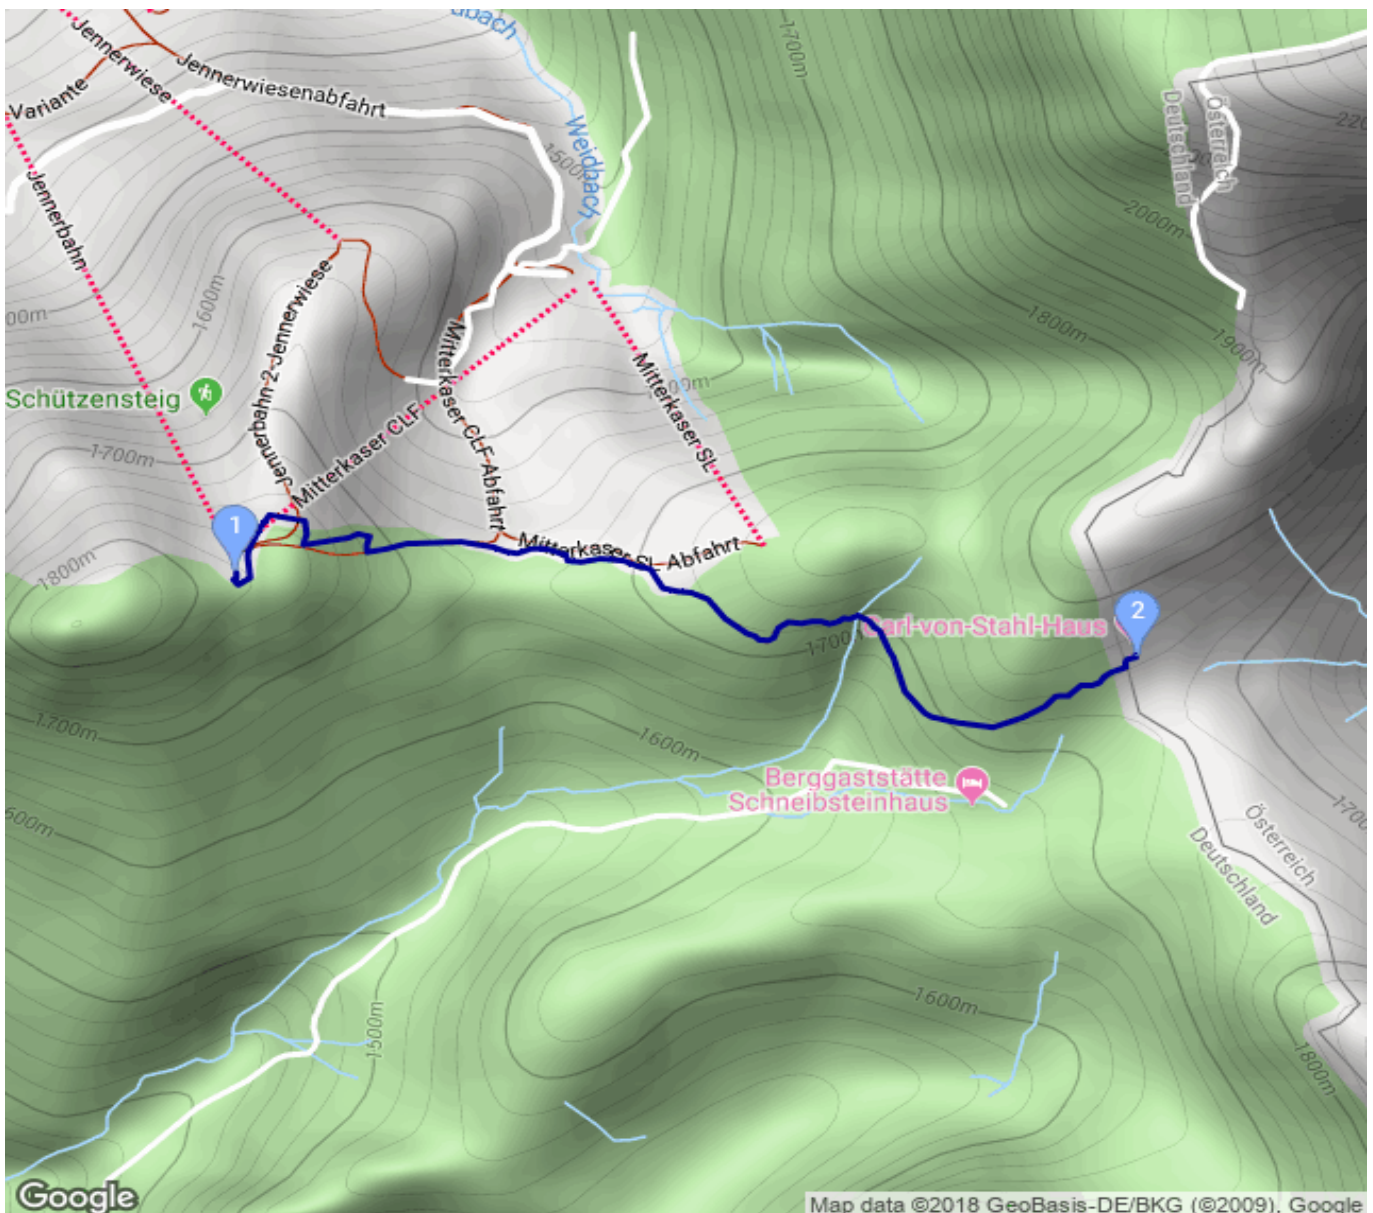 Jennerwiese
Jennerwiesenabfahrt
Variante
Weidbach
1700m
1500m
Österreich
Deutschland
2000m
1900m
1800m
Jennerbahn
1600m
Jennerbahn 2 Jennerwiese
Mitterkaser CLF
Mitterkaser CLF Abfahrt
Mitterkaser SL
Schützensteig
1700m
1
1800m
Mitterkaser SL Abfahrt
2
Carl-von-Stahl-Haus
1700m
1600m
Berggaststätte
Schneibsteinhaus
Österreich
Deutschland
1600m
1500m
1800m
Google
Map data ©2018 GeoBasis-DE/BKG (©2009), Google